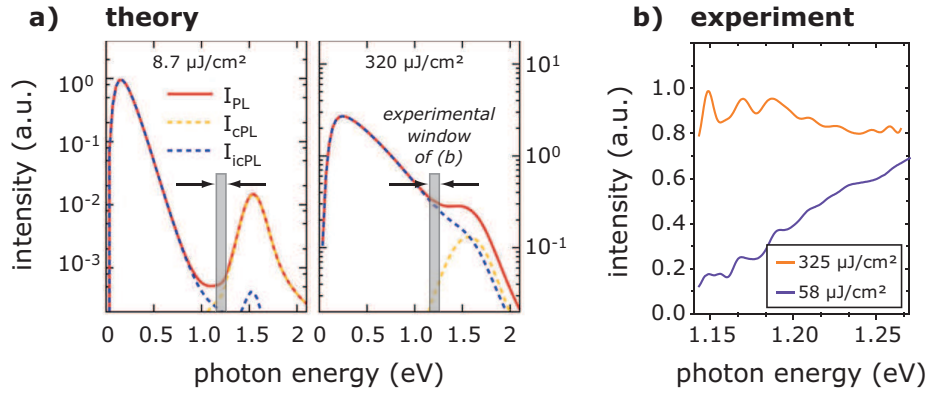 a) theory
8.7 µJ/cm²
320 µJ/cm²
I_PL
I_cPL
I_icPL
experimental
window
of (b)
intensity (a.u.)
10⁰
10⁻¹
10⁻²
10⁻³
10¹
10⁰
10⁻¹
0 0.5 1.0 1.5 2 0 0.5 1.0 1.5 2
photon energy (eV)
b) experiment
intensity (a.u.)
1.0
0.8
0.6
0.4
0.2
0.0
325 µJ/cm²
58 µJ/cm²
1.15 1.20 1.25
photon energy (eV)